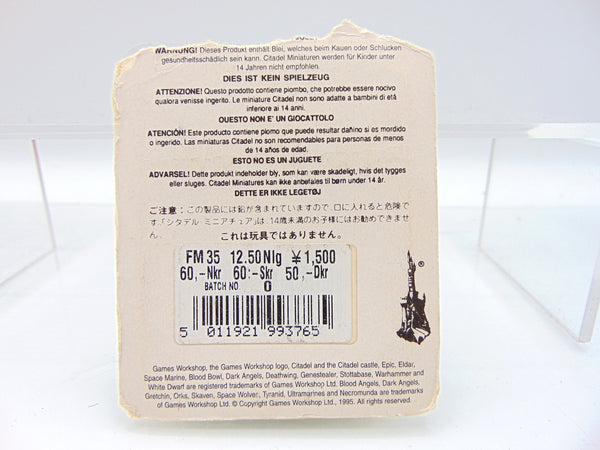 WARNUNG! Dieses Produkt enthält Blei, welches beim Kauen oder Schlucken
gesundheitsschädlich sein kann. Citadel Miniaturen werden für Kinder unter
14 Jahren nicht empfohlen.
DIES IST KEIN SPIELZEUG
ATTENZIONE! Questo prodotto contiene piombo, che potrebbe essere nocivo
qualora venisse ingerito. Le miniature Citadel non sono adatte a bambini di etá
inferiore ai 14 anni.
QUESTO NON E' UN GIOCATTOLO
ATENCIÓN! Este producto contiene piomo que puede resultar dañino si es mordido
o ingerido. Las miniaturas Citadel no son recomendables para personas de menos
de 14 años de edad.
ESTO NO ES UN JUGUETE
ADVARSEL! Dette produkt indeholder bly, som kan være skadeligt, hvis det tygges
eller sluges. Citadel Miniatures kan ikke anbefales til børn under 14 år.
DETTE ER IKKE LEGETØJ
ご注意：この製品には鉛が含まれていますので、口に入れると危険で
す。「シタデル・ミニアチュア」は、14歳未満のお子様にはお勧めできませ
ん。 これは玩具ではありません。
FM35 12.50Nlg ¥1,500
60,-Nkr 60:-Skr 50,-Dkr
BATCH NO. 0
5 011921 993765
®
Games Workshop, the Games Workshop logo, Citadel and the Citadel castle, Epic, Eldar,
Space Marine, Blood Bowl, Dark Angels, Deathwing, Genestealer, Slottabase, Warhammer and
White Dwarf are registered trademarks of Games Workshop Ltd. Blood Angels, Dark Angels,
Gretchin, Orks, Skaven, Space Wolver, Tyranid, Ultramarines and Necromunda are trademarks
of Games Workshop Ltd. © Copyright Games Workshop Ltd., 1995. All rights reserved.